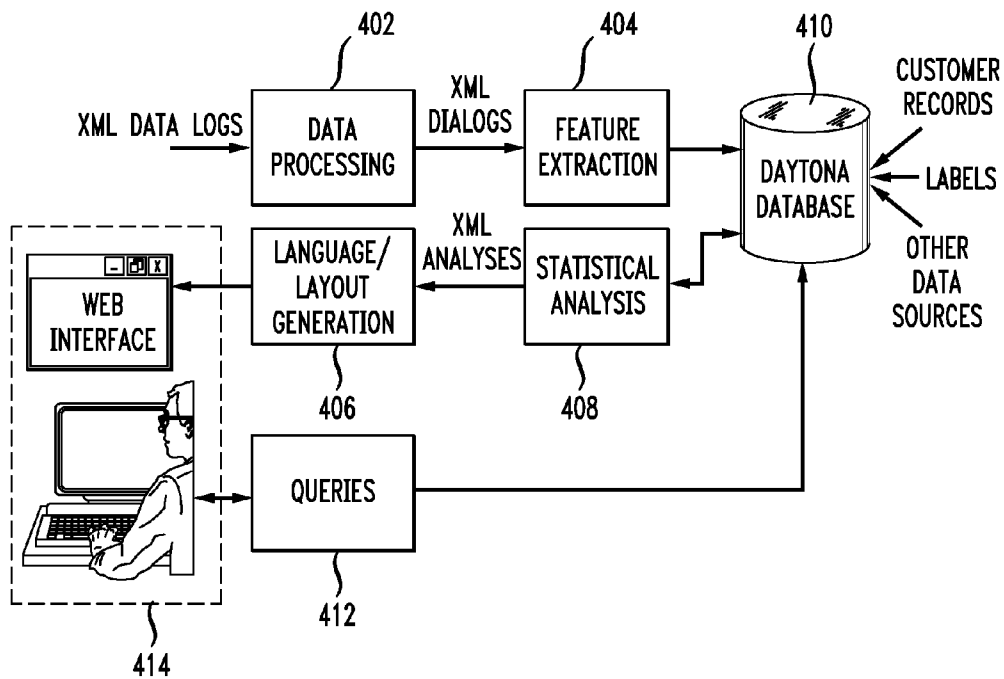 402
404
410
XML DATA LOGS
DATA
PROCESSING
XML
DIALOGS
FEATURE
EXTRACTION
DAYTONA
DATABASE
CUSTOMER
RECORDS
LABELS
OTHER
DATA
SOURCES
X
WEB
INTERFACE
LANGUAGE/
LAYOUT
GENERATION
XML
ANALYSES
STATISTICAL
ANALYSIS
406
408
QUERIES
412
414